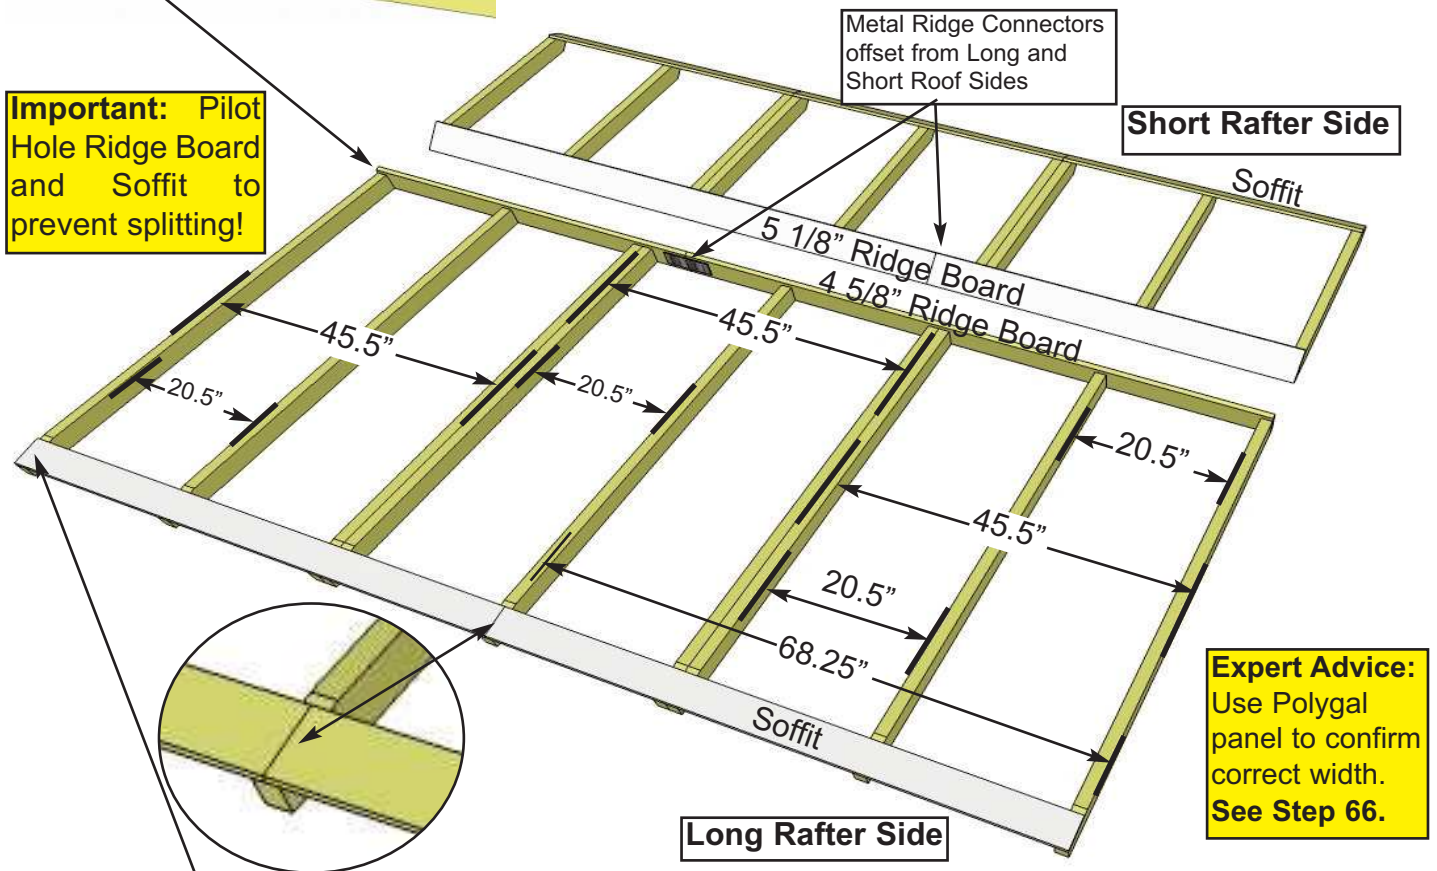 Metal Ridge Connectors
offset from Long and
Short Roof Sides
Important: Pilot
Hole Ridge Board
and Soffit to
prevent splitting!
Short Rafter Side
Soffit
5 1/8” Ridge Board
4 5/8” Ridge Board
45.5”
45.5”
20.5”
20.5”
20.5”
45.5”
20.5”
68.25”
Soffit
Expert Advice:
Use Polygal
panel to confirm
correct width.
See Step 66.
Long Rafter Side